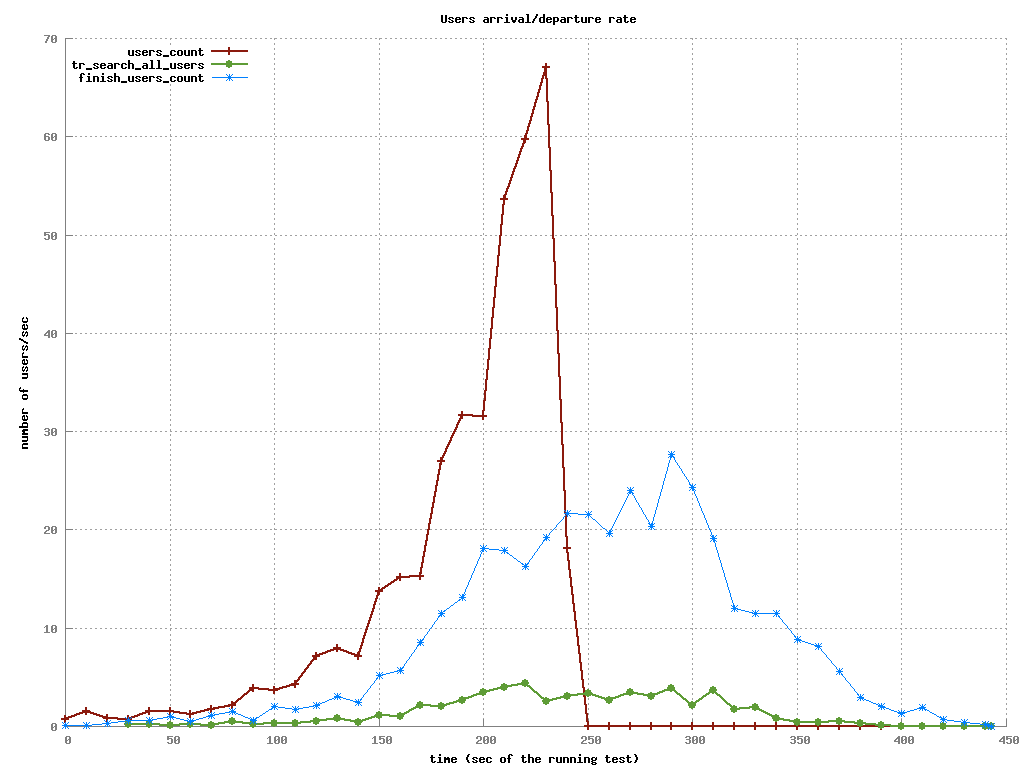 Users arrival/departure rate
users_count
tr_search_all_users
finish_users_count
number of users/sec
70
60
50
40
30
20
10
0
0 50 100 150 200 250 300 350 400 450
time (sec of the running test)